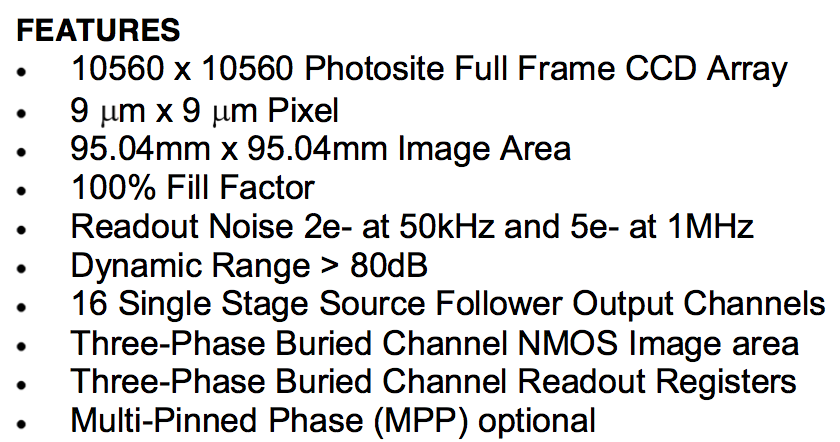 FEATURES
• 10560 x 10560 Photosite Full Frame CCD Array
• 9 μm x 9 μm Pixel
• 95.04mm x 95.04mm Image Area
• 100% Fill Factor
• Readout Noise 2e- at 50kHz and 5e- at 1MHz
• Dynamic Range > 80dB
• 16 Single Stage Source Follower Output Channels
• Three-Phase Buried Channel NMOS Image area
• Three-Phase Buried Channel Readout Registers
• Multi-Pinned Phase (MPP) optional